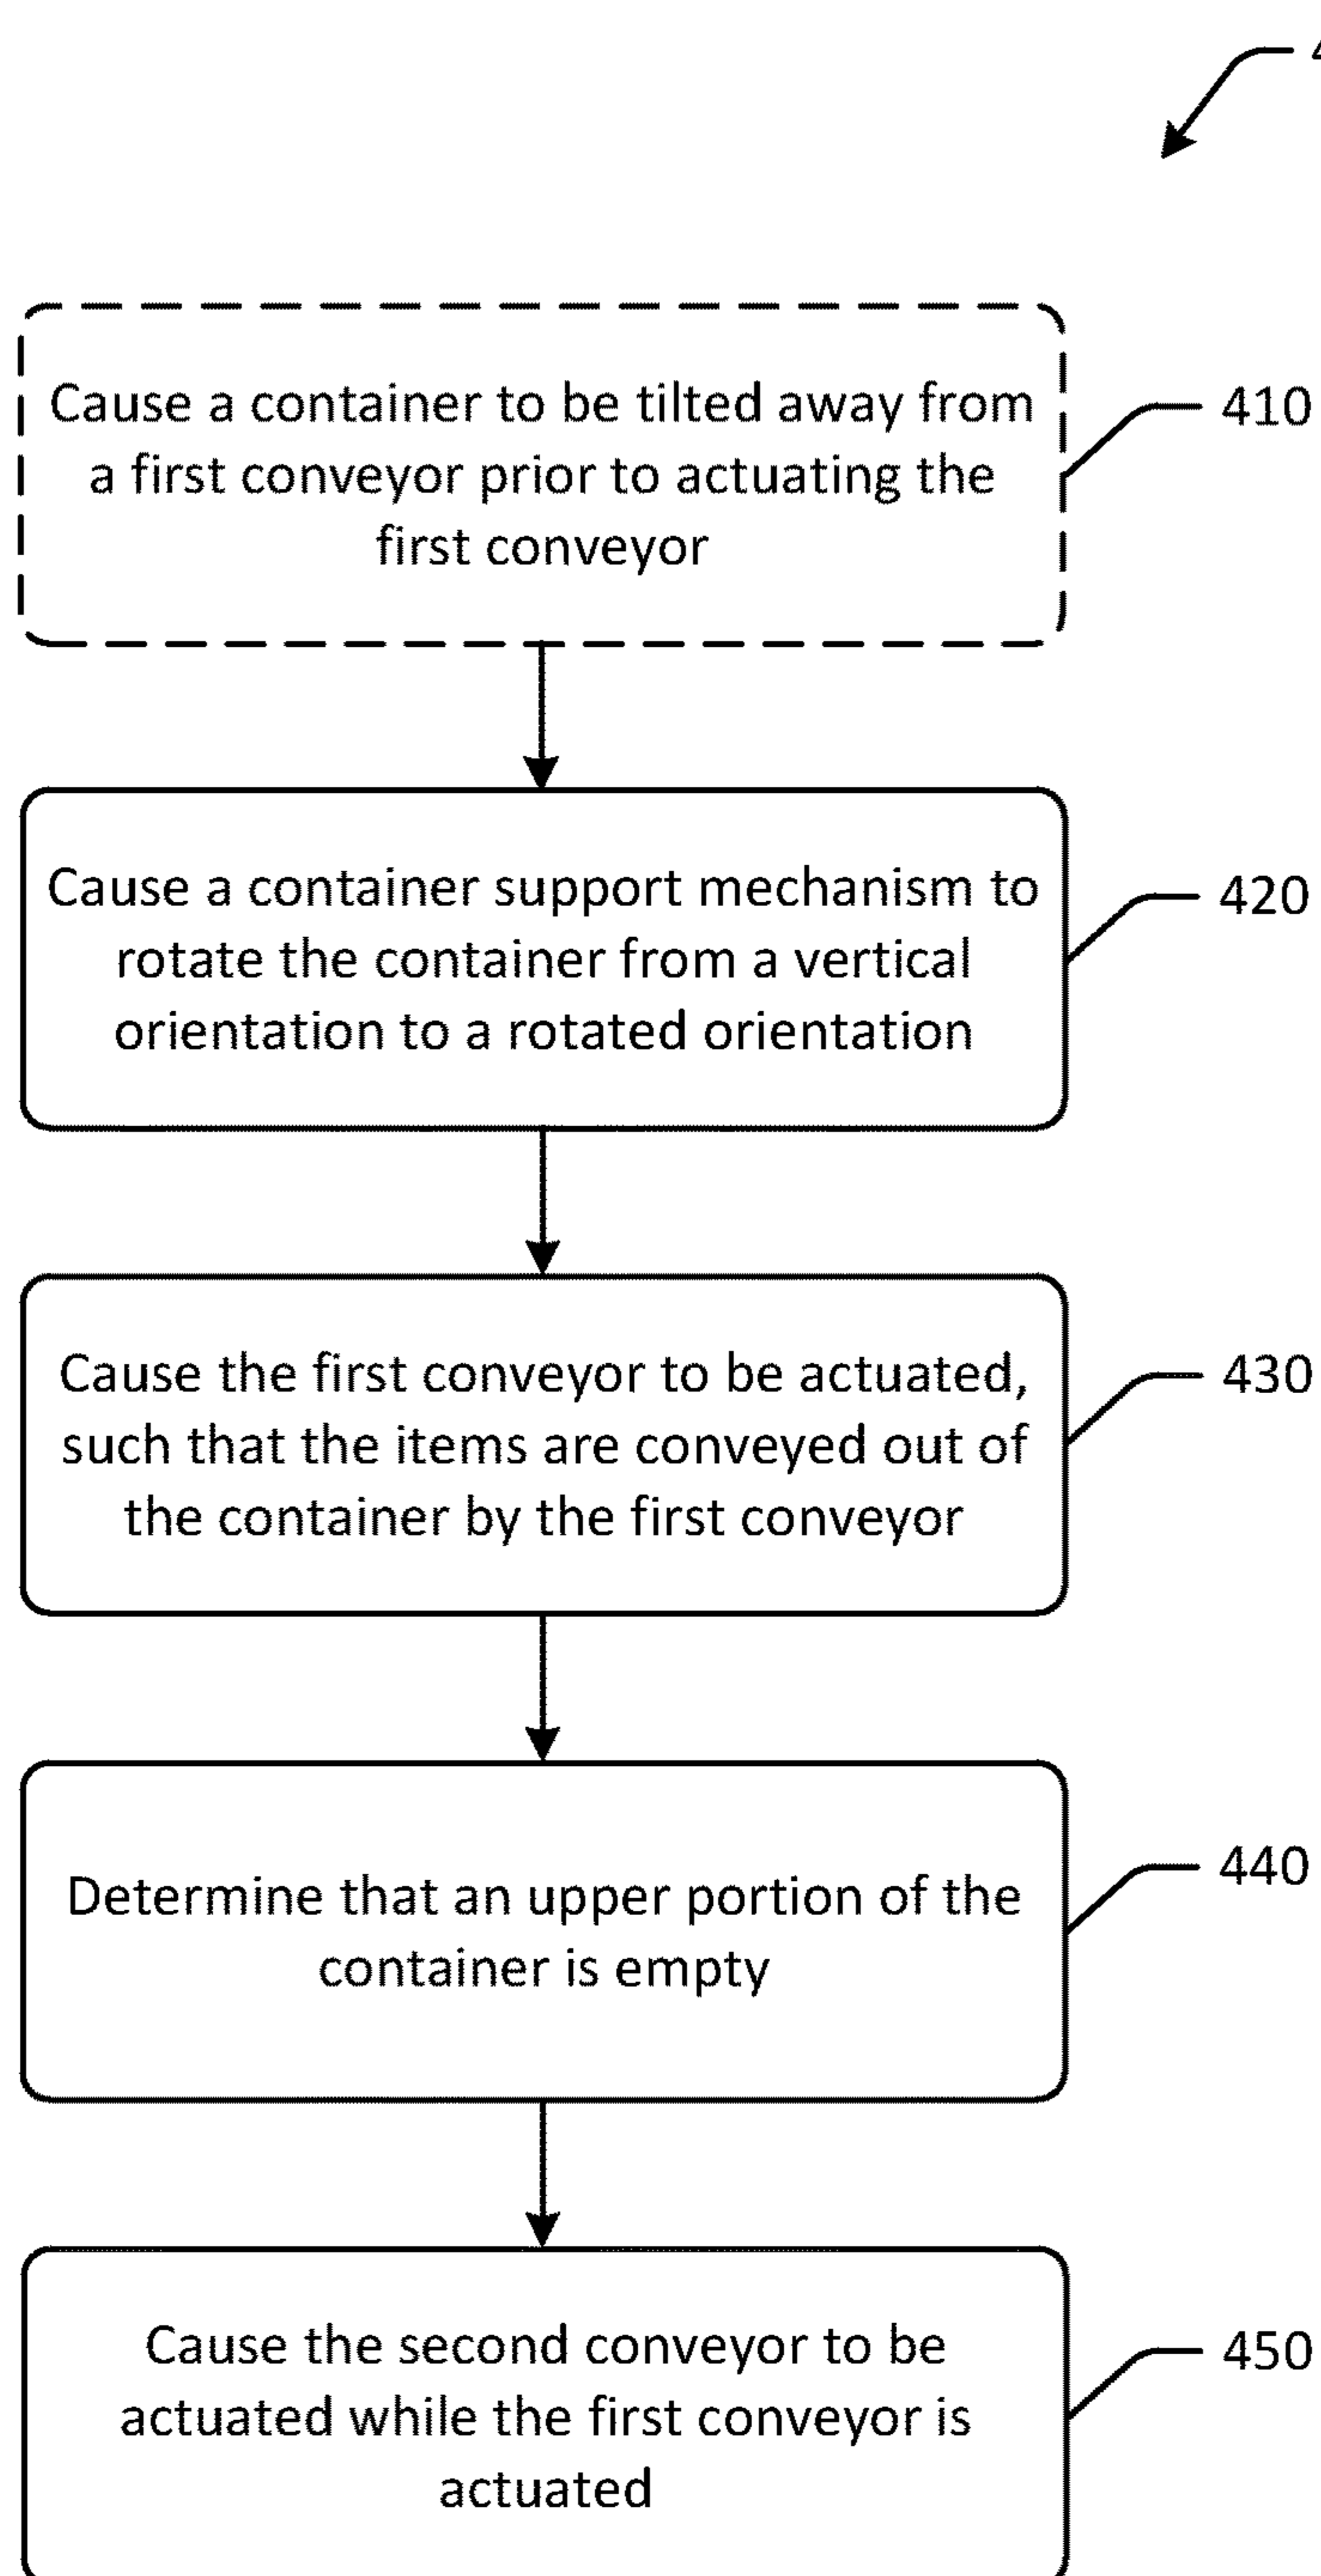 Cause a container to be tilted away from
a first conveyor prior to actuating the
first conveyor
410
Cause a container support mechanism to
rotate the container from a vertical
orientation to a rotated orientation
420
Cause the first conveyor to be actuated,
such that the items are conveyed out of
the container by the first conveyor
430
Determine that an upper portion of the
container is empty
440
Cause the second conveyor to be
actuated while the first conveyor is
actuated
450